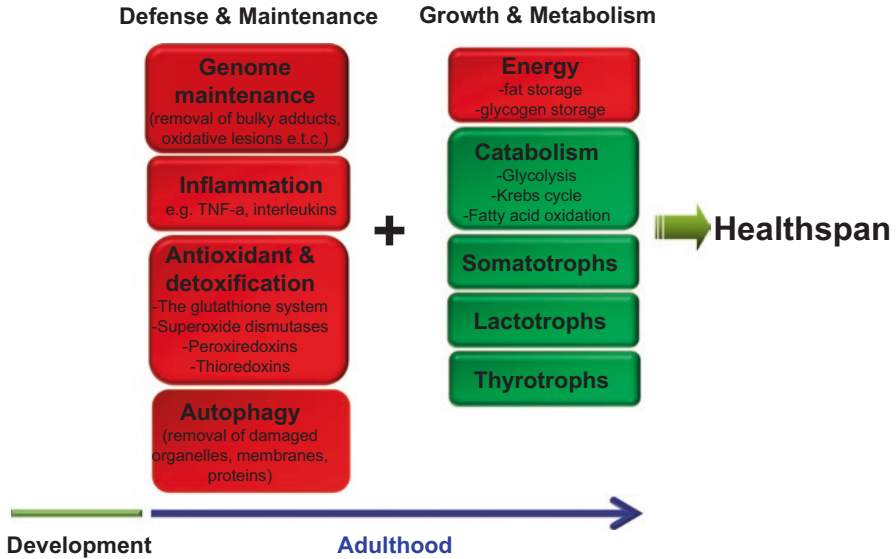 Defense & Maintenance
Genome
maintenance
(removal of bulky adducts,
oxidative lesions e.t.c.)
Inflammation
e.g. TNF-a, interleukins
Antioxidant &
detoxification
-The glutathione system
-Superoxide dismutases
-Peroxiredoxins
-Thioredoxins
Autophagy
(removal of damaged
organelles, membranes,
proteins)
+
Growth & Metabolism
Energy
-fat storage
-glycogen storage
Catabolism
-Glycolysis
-Krebs cycle
-Fatty acid oxidation
Somatotrophs
Lactotrophs
Thyrotrophs
Healthspan
Development
Adulthood